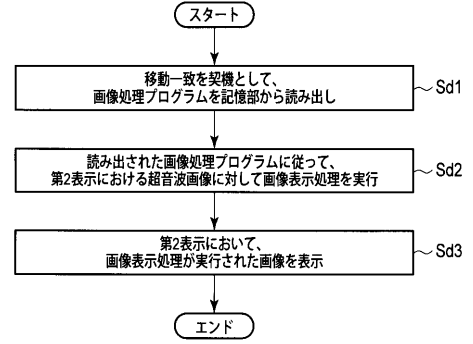 スタート
移動一致を契機として、
画像処理プログラムを記憶部から読み出し
Sd1
読み出された画像処理プログラムに従って、
第2表示における超音波画像に対して画像表示処理を実行
Sd2
第2表示において、
画像表示処理が実行された画像を表示
Sd3
エンド